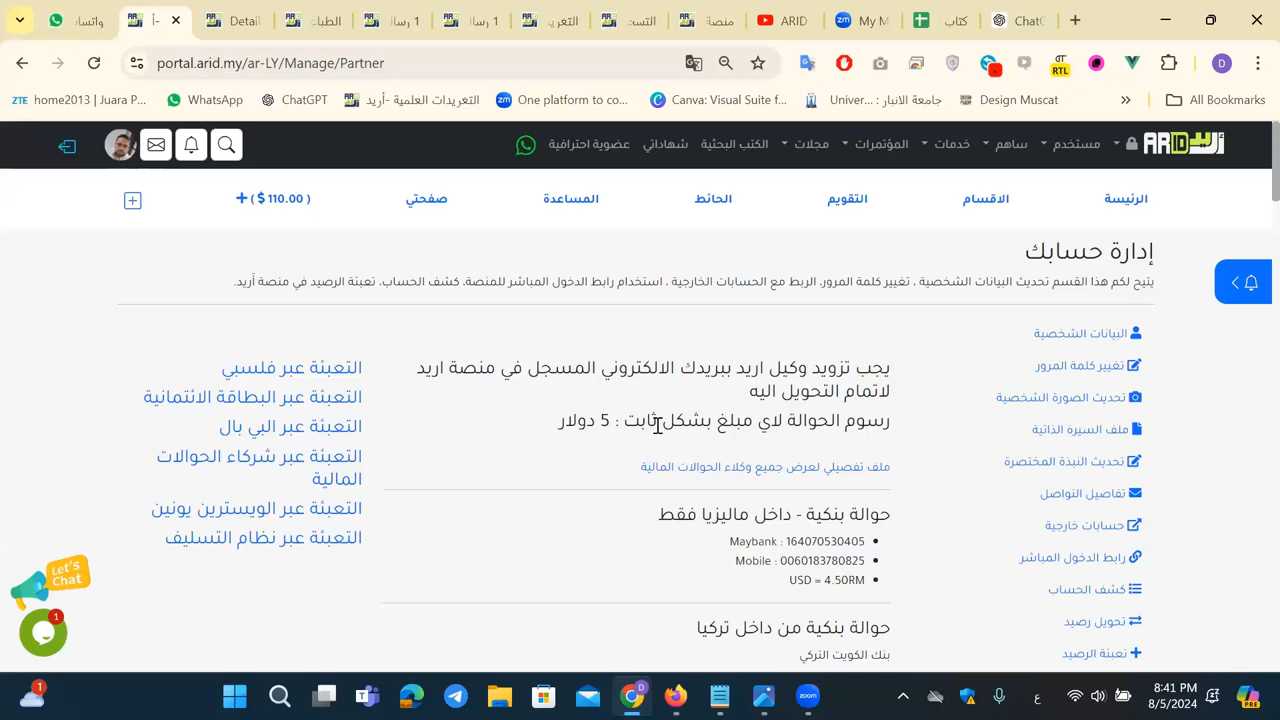 واتسا
أ-
Detail
الطبات
1 رسا
1 رسا
التغرير
التسج
منصة
ARID
My M
كتاب
ChatG
portal.arid.my/ar-LY/Manage/Partner
RTL
D
ZTE home2013 | Juara P...
WhatsApp
ChatGPT
التغريدات العلمية -أريد
One platform to co...
Canva: Visual Suite f...
Univer... : جامعة الانبار
Design Muscat
All Bookmarks
أريد ARID
مستخدم
ساهم
خدمات
المؤتمرات
مجلات
الكتب البحثية
شهاداتي
عضوية احترافية
الرئيسة
الاقسام
التقويم
الحائط
المساعدة
صفحتي
( $ 110.00 ) +
إدارة حسابك
يتيح لكم هذا القسم تحديث البيانات الشخصية ، تغيير كلمة المرور، الربط مع الحسابات الخارجية ، استخدام رابط الدخول المباشر للمنصة، كشف الحساب، تعبئة الرصيد في منصة أريد.
البيانات الشخصية
تغيير كلمة المرور
تحديث الصورة الشخصية
ملف السيرة الذاتية
تحديث النبذة المختصرة
تفاصيل التواصل
حسابات خارجية
رابط الدخول المباشر
كشف الحساب
تحويل رصيد
تعبئة الرصيد
يجب تزويد وكيل اريد ببريدك الالكتروني المسجل في منصة اريد
لاتمام التحويل اليه
رسوم الحوالة لاي مبلغ بشكل ثابت : 5 دولار
ملف تفصيلي لعرض جميع وكلاء الحوالات المالية
حوالة بنكية - داخل ماليزيا فقط
Maybank : 164070530405
Mobile : 0060183780825
USD = 4.50RM
حوالة بنكية من داخل تركيا
بنك الكويت التركي
التعبئة عبر فلسبي
التعبئة عبر البطاقة الائتمانية
التعبئة عبر البي بال
التعبئة عبر شركاء الحوالات
المالية
التعبئة عبر الويسترين يونين
التعبئة عبر نظام التسليف
Let's
Chat
1
1
ع
8:41 PM
8/5/2024
PRE